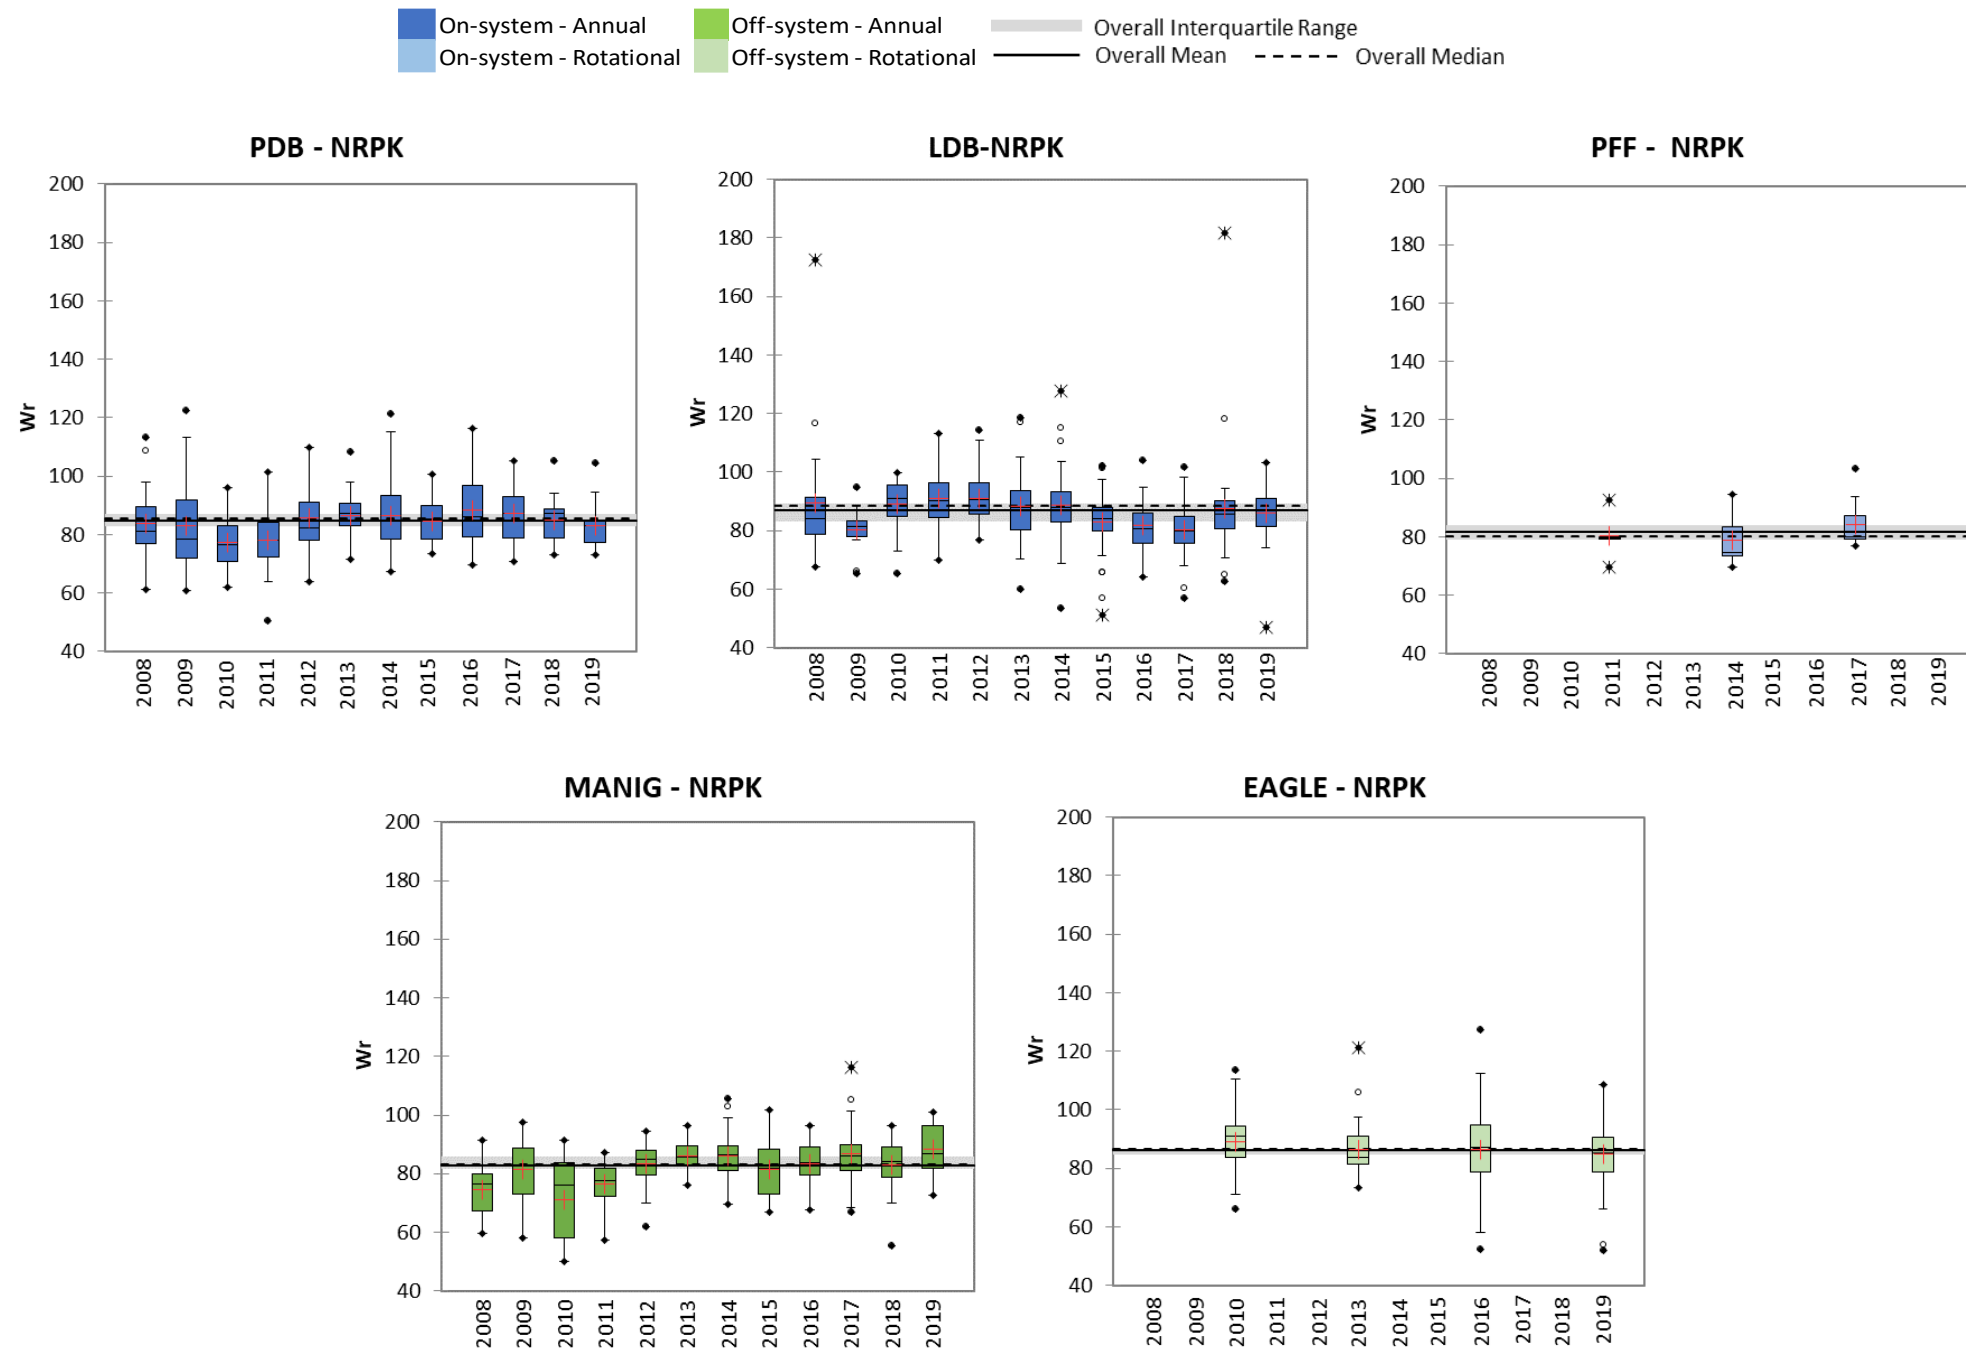 On-system - Annual Off-system - Annual Overall Interquartile Range
On-system - Rotational Off-system - Rotational Overall Mean Overall Median
PDB - NRPK
200
180
160
140
120
100
80
60
40
Wr
2008 2009 2010 2011 2012 2013 2014 2015 2016 2017 2018 2019
LDB-NRPK
200
180
160
140
120
100
80
60
40
Wr
2008 2009 2010 2011 2012 2013 2014 2015 2016 2017 2018 2019
PFF - NRPK
200
180
160
140
120
100
80
60
40
Wr
2008 2009 2010 2011 2012 2013 2014 2015 2016 2017 2018 2019
MANIG - NRPK
200
180
160
140
120
100
80
60
40
Wr
2008 2009 2010 2011 2012 2013 2014 2015 2016 2017 2018 2019
EAGLE - NRPK
200
180
160
140
120
100
80
60
40
Wr
2008 2009 2010 2011 2012 2013 2014 2015 2016 2017 2018 2019